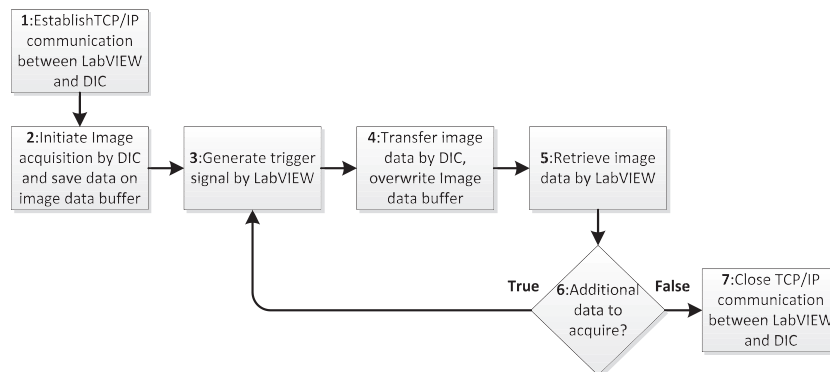 1:EstablishTCP/IP
communication
between LabVIEW
and DIC
2:Initiate Image
acquisition by DIC
and save data on
image data buffer
3:Generate trigger
signal by LabVIEW
4:Transfer image
data by DIC,
overwrite Image
data buffer
5:Retrieve image
data by LabVIEW
True
6:Additional
data to
acquire?
False
7:Close TCP/IP
communication
between LabVIEW
and DIC